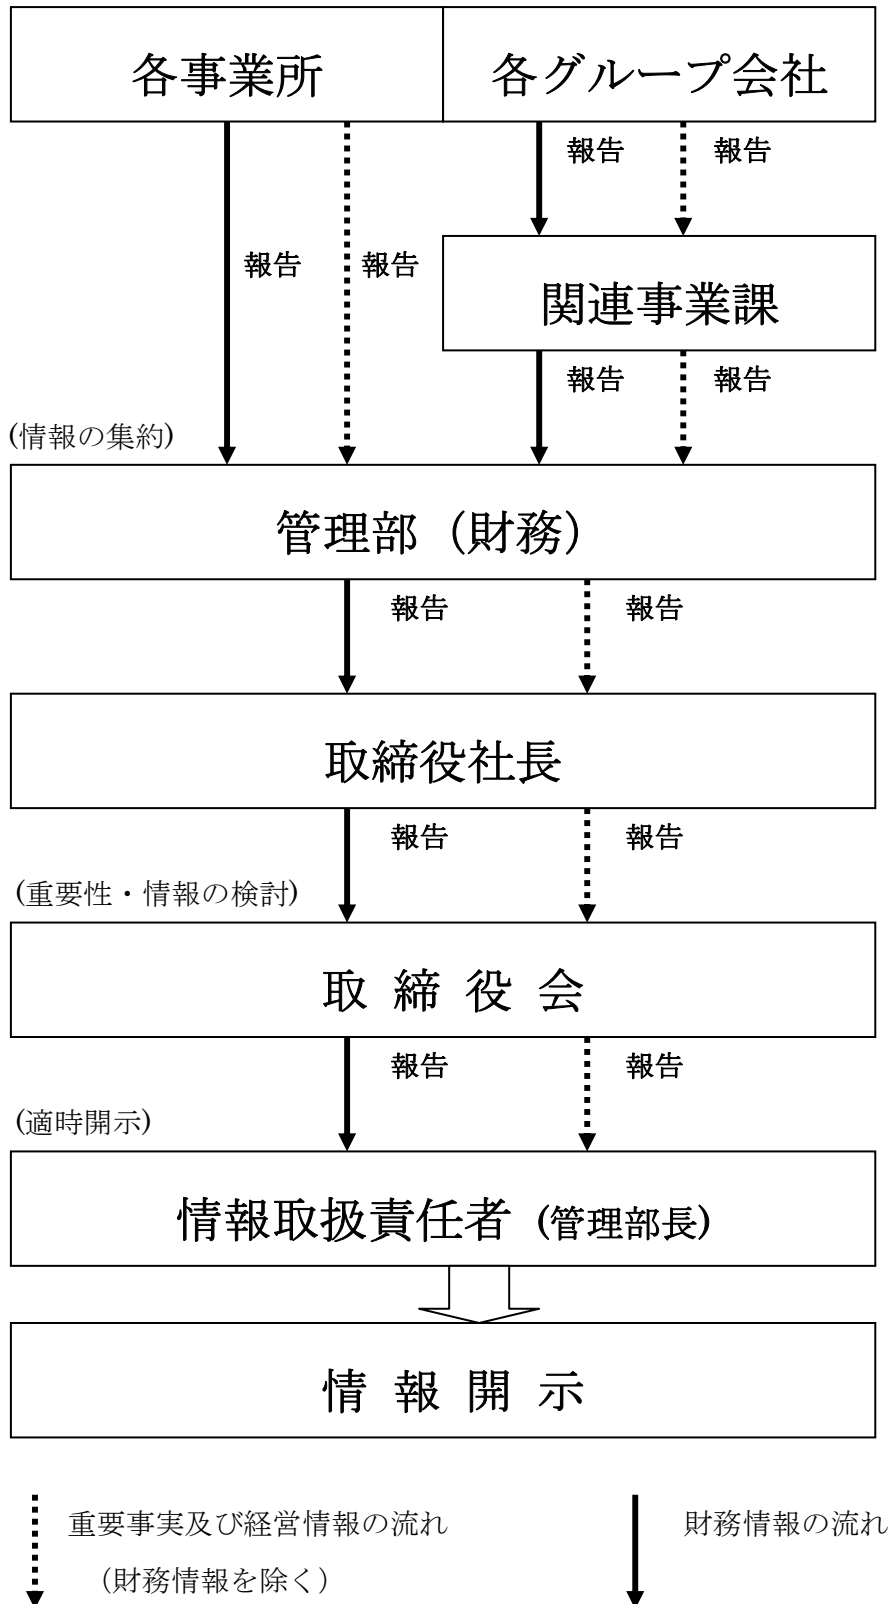 各事業所
各グループ会社
報告
報告
報告
報告
関連事業課
報告
報告
(情報の集約)
管理部（財務）
報告
報告
取締役社長
報告
報告
(重要性・情報の検討)
取 締 役 会
報告
報告
(適時開示)
情報取扱責任者 (管理部長)
情 報 開 示
重要事実及び経営情報の流れ
（財務情報を除く）
財務情報の流れ